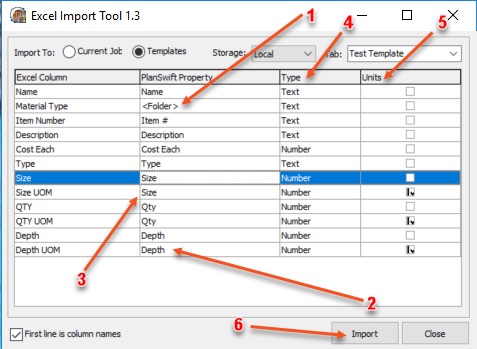 Excel Import Tool 1.3
1 4 5
Import To: Current Job Templates Storage: Local Tab: Test Template
Excel Column PlanSwift Property Type Units
Name Name Text
Material Type <Folder> Text
Item Number Item # Text
Description Description Text
Cost Each Cost Each Number
Type Type Text
Size Size Number
Size UOM Size Number
QTY Qty Number
QTY UOM Qty Number
Depth Depth Number
Depth UOM Depth Number
3 2
6
First line is column names Import Close